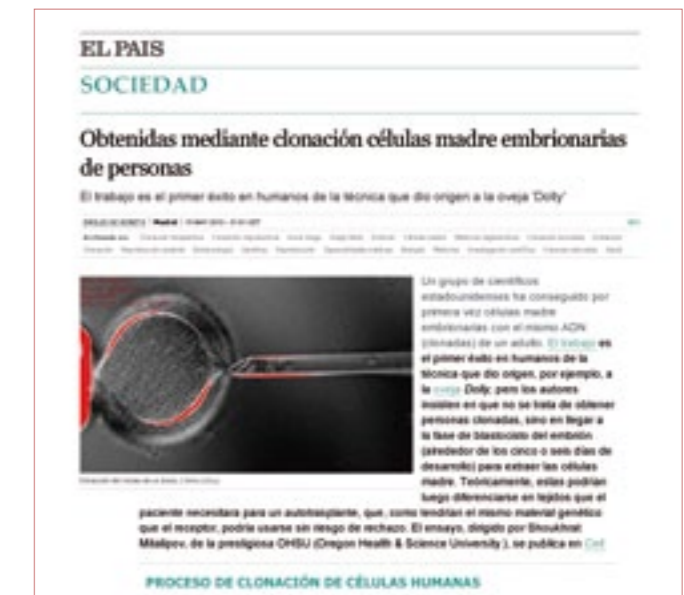 EL PAIS
SOCIEDAD
Obtenidas mediante clonación células madre embrionarias
de personas
El trabajo es el primer éxito en humanos de la técnica que dio origen a la oveja 'Dolly'
Madrid
Un grupo de científicos
estadounidenses ha conseguido por
primera vez células madre
embrionarias con el mismo ADN
(clonadas) de un adulto. El trabajo es
el primer éxito en humanos de la
técnica que dio origen, por ejemplo, a
la oveja Dolly, pero los autores
insisten en que no se trata de obtener
personas clonadas, sino en llegar a
la fase de blastocisto del embrión
(alrededor de los cinco o seis días de
desarrollo) para extraer las células
madre. Teóricamente, estas podrían
luego diferenciarse en tejidos que el
paciente necesitara para un autotrasplante, que, como tendrían el mismo material genético
que el receptor, podría usarse sin riesgo de rechazo. El ensayo, dirigido por Shoukhrat
Mitalipov, de la prestigiosa OHSU (Oregon Health & Science University), se publica en Cell
PROCESO DE CLONACIÓN DE CÉLULAS HUMANAS